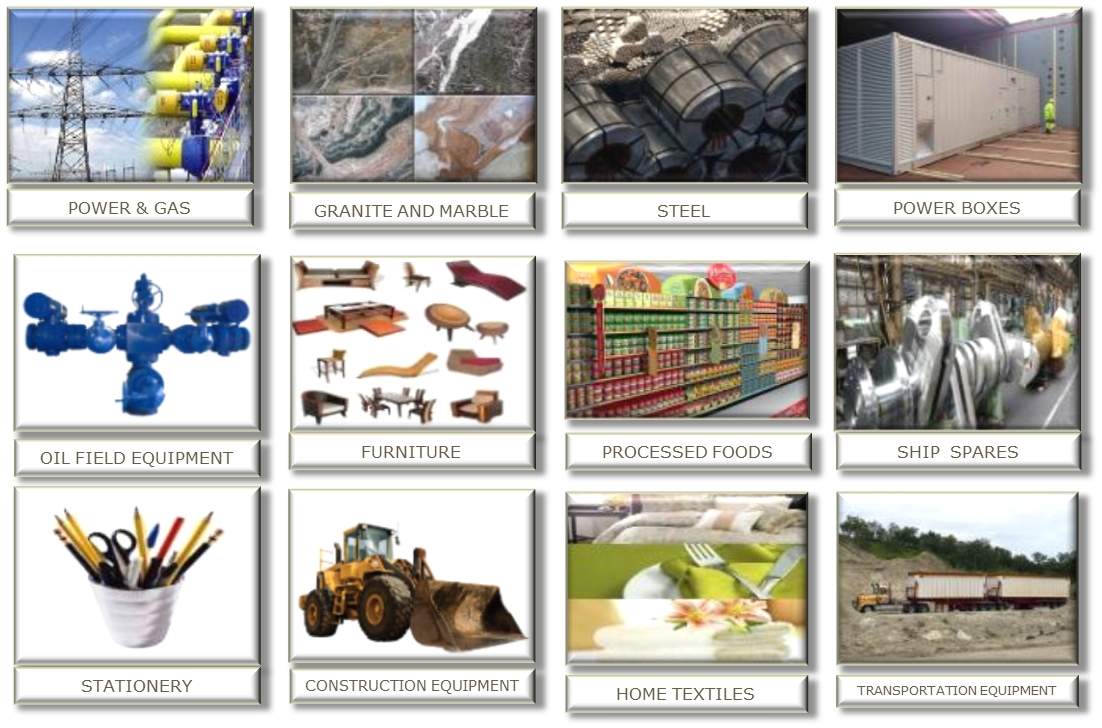 POWER & GAS
GRANITE AND MARBLE
STEEL
POWER BOXES
OIL FIELD EQUIPMENT
FURNITURE
PROCESSED FOODS
SHIP  SPARES
STATIONERY
CONSTRUCTION EQUIPMENT
HOME TEXTILES
TRANSPORTATION EQUIPMENT